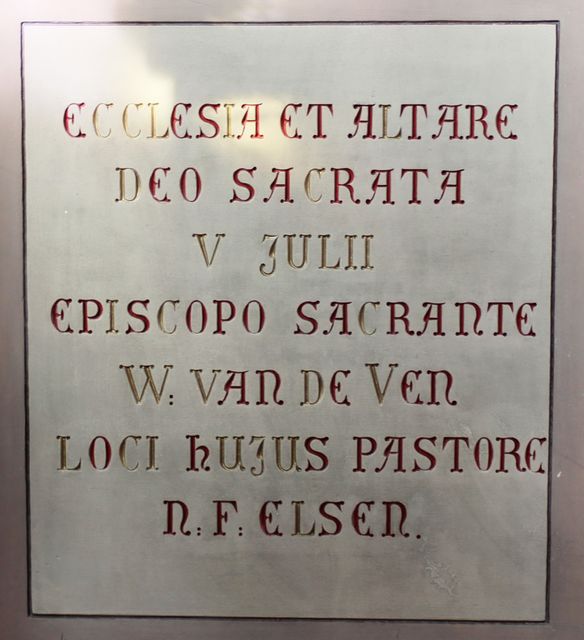 ECCLESIA ET ALTARE
DEO SACRATA
V JULII
EPISCOPO SACRANTE
W: VAN DE VEN
LOCI hUJUS PASTORE
N: F: ELSEN.